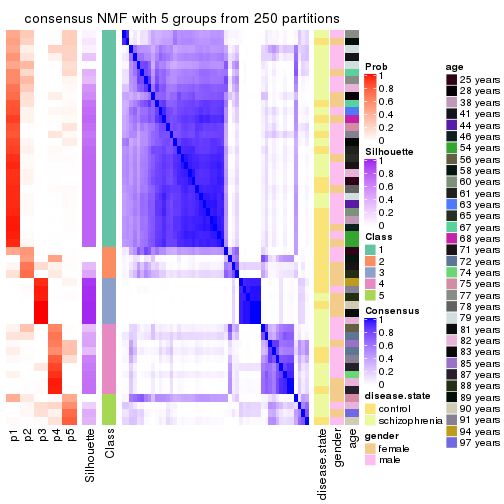 consensus NMF with 5 groups from 250 partitions
Prob
1
0.8
0.6
0.4
0.2
0
Silhouette
1
0.8
0.6
0.4
0.2
0
Class
1
2
3
4
5
Consensus
1
0.8
0.6
0.4
0.2
0
disease.state
control
schizophrenia
gender
female
male
age
25 years
28 years
38 years
41 years
44 years
46 years
54 years
56 years
58 years
60 years
61 years
63 years
65 years
67 years
68 years
71 years
72 years
74 years
75 years
77 years
78 years
79 years
81 years
82 years
83 years
85 years
87 years
88 years
89 years
90 years
91 years
94 years
97 years
p1
p2
p3
p4
p5
Silhouette
Class
disease.state
gender
age